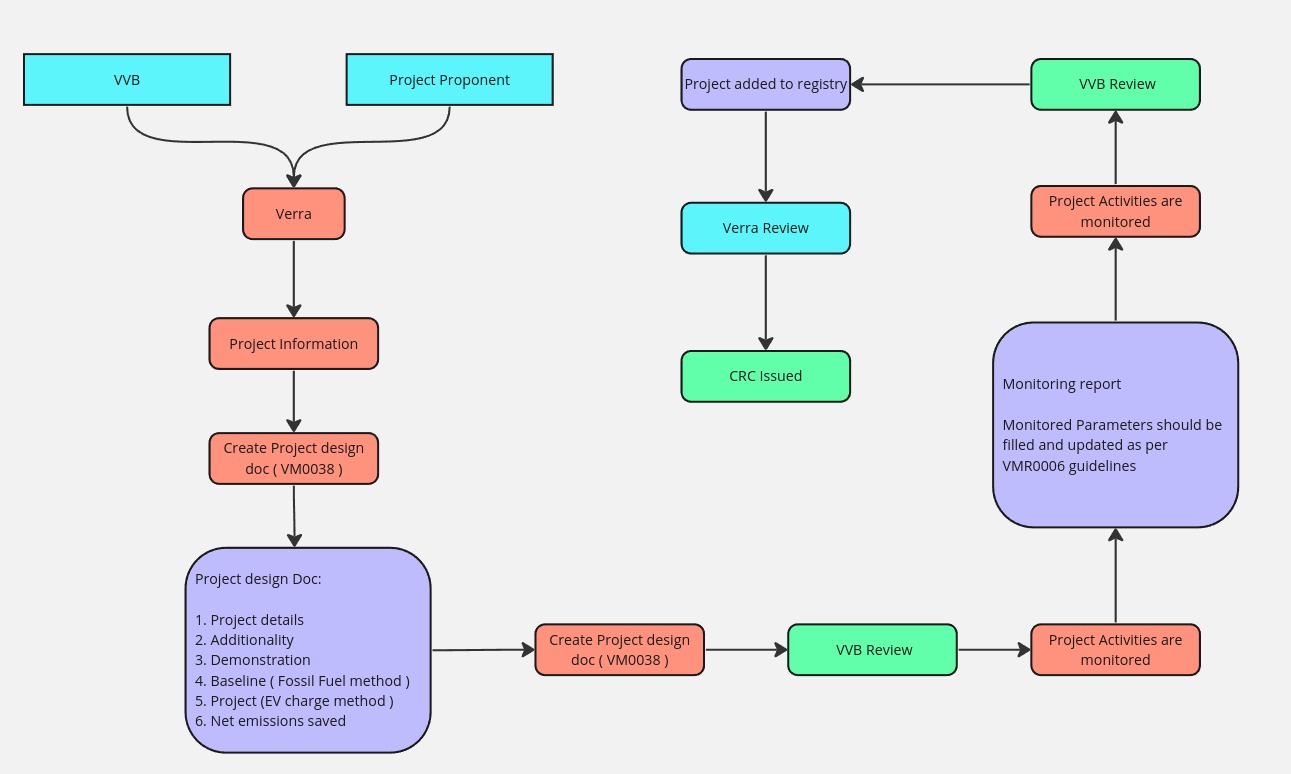 VVB
Project Proponent
Verra
Project Information
Create Project design
doc ( VM0038 )
Project design Doc:
1. Project details
2. Additionality
3. Demonstration
4. Baseline ( Fossil Fuel method )
5. Project (EV charge method )
6. Net emissions saved
Create Project design
doc ( VM0038 )
VVB Review
Project Activities are
monitored
Monitoring report
Monitored Parameters should be
filled and updated as per
VMR0006 guidelines
Project Activities are
monitored
VVB Review
Project added to registry
Verra Review
CRC Issued